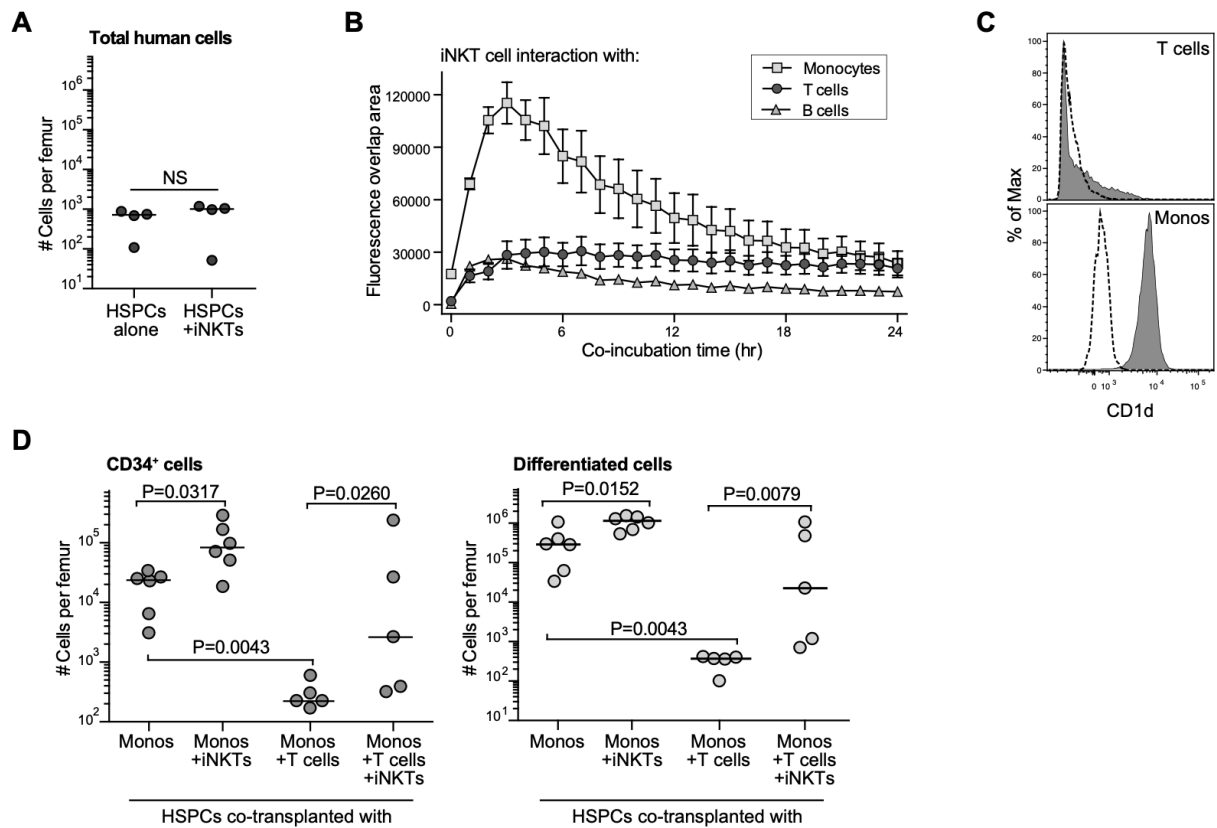 A
Total human cells
# Cells per femur
10⁶
10⁵
10⁴
10³
10²
10¹
NS
HSPCs
alone
HSPCs
+iNKTs
B
iNKT cell interaction with:
Monocytes
T cells
B cells
Fluorescence overlap area
120000
90000
60000
30000
0
0
6
12
18
24
Co-incubation time (hr)
C
T cells
100
80
60
40
20
0
% of Max
Monos
100
80
60
40
20
0
0
10³
10⁴
10⁵
CD1d
D
CD34⁺ cells
P=0.0317
P=0.0260
P=0.0043
# Cells per femur
10⁵
10⁴
10³
10²
Monos
Monos
+iNKTs
Monos
+T cells
Monos
+T cells
+iNKTs
HSPCs co-transplanted with
Differentiated cells
P=0.0152
P=0.0079
P=0.0043
# Cells per femur
10⁶
10⁵
10⁴
10³
10²
10¹
Monos
Monos
+iNKTs
Monos
+T cells
Monos
+T cells
+iNKTs
HSPCs co-transplanted with